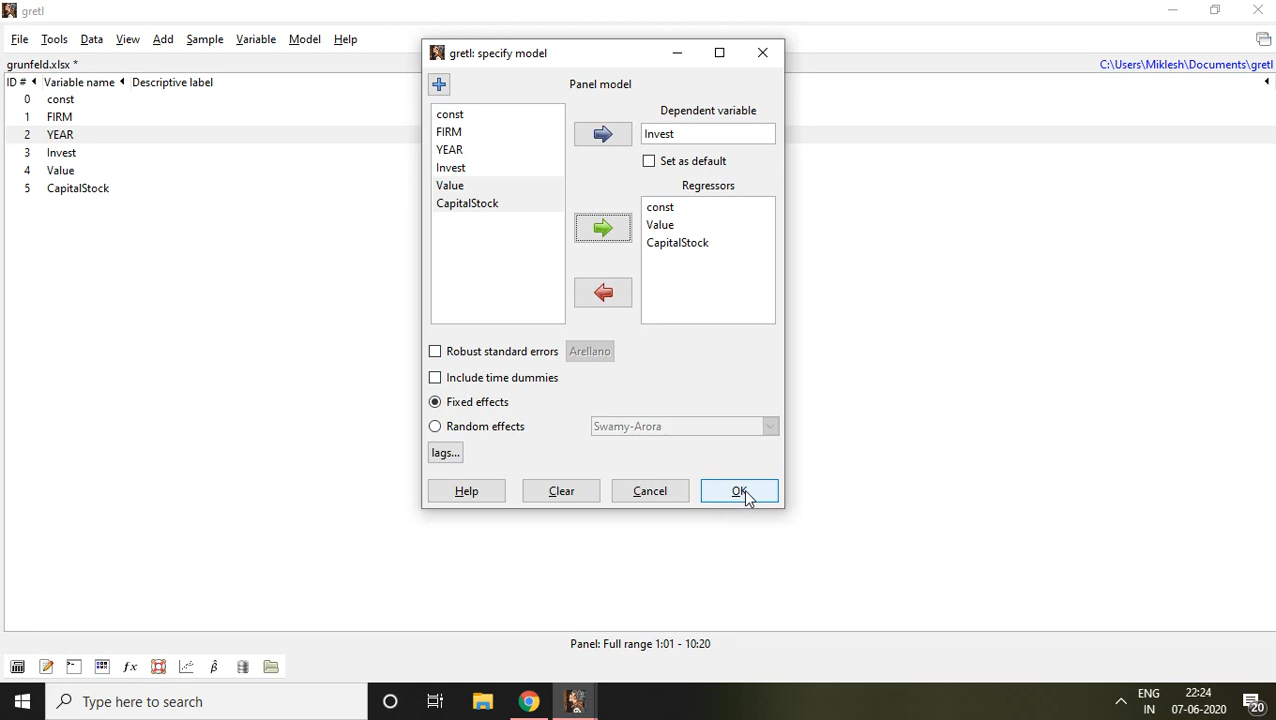 gretl
File Tools Data View Add Sample Variable Model Help
grunfeld.xlsx *
C:\Users\Miklesh\Documents\gretl
ID # Variable name Descriptive label
0 const
1 FIRM
2 YEAR
3 Invest
4 Value
5 CapitalStock
gretl: specify model
Panel model
const
FIRM
YEAR
Invest
Value
CapitalStock
Dependent variable
Invest
Set as default
Regressors
const
Value
CapitalStock
Robust standard errors Arellano
Include time dummies
Fixed effects
Random effects Swamy-Arora
lags...
Help Clear Cancel OK
Panel: Full range 1:01 - 10:20
fx β
Type here to search
ENG 22:24
IN 07-06-2020 20